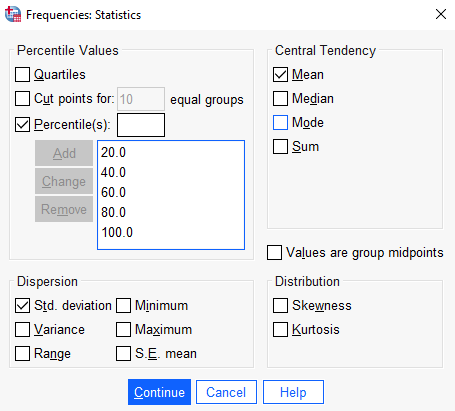 Frequencies: Statistics
Percentile Values
Quartiles
Cut points for: 10 equal groups
Percentile(s):
Add
Change
Remove
20.0
40.0
60.0
80.0
100.0
Central Tendency
Mean
Median
Mode
Sum
Values are group midpoints
Dispersion
Std. deviation Minimum
Variance Maximum
Range S.E. mean
Distribution
Skewness
Kurtosis
Continue Cancel Help